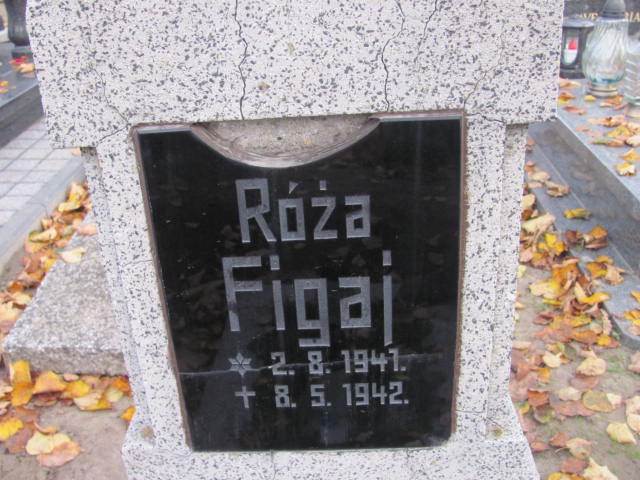 Róża
Figaj
* 2. 8. 1941.
+ 8. 5. 1942.